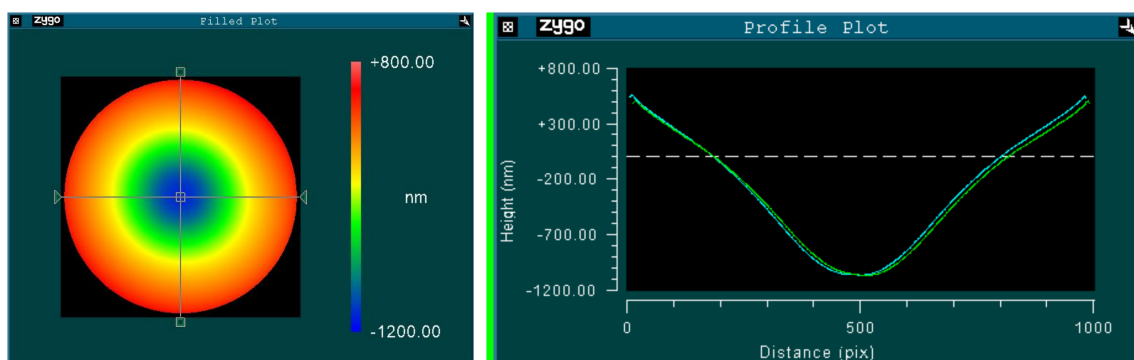 zygo Filled Plot
+800.00
nm
-1200.00
zygo Profile Plot
+800.00
+300.00
-200.00
-700.00
-1200.00
Height (nm)
0 500 1000
Distance (pix)